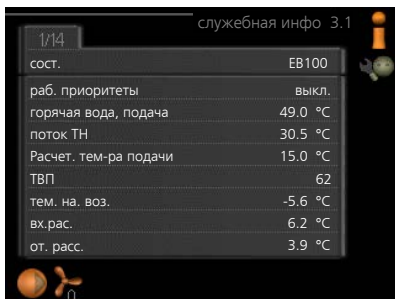 служебная инфо 3.1
1/14
сост. EB100
раб. приоритеты выкл.
горячая вода, подача 49.0 °C
поток ТН 30.5 °C
Расчет. тем-ра подачи 15.0 °C
ТВП 62
тем. на. воз. -5.6 °C
вх.рас. 6.2 °C
от. расс. 3.9 °C
0